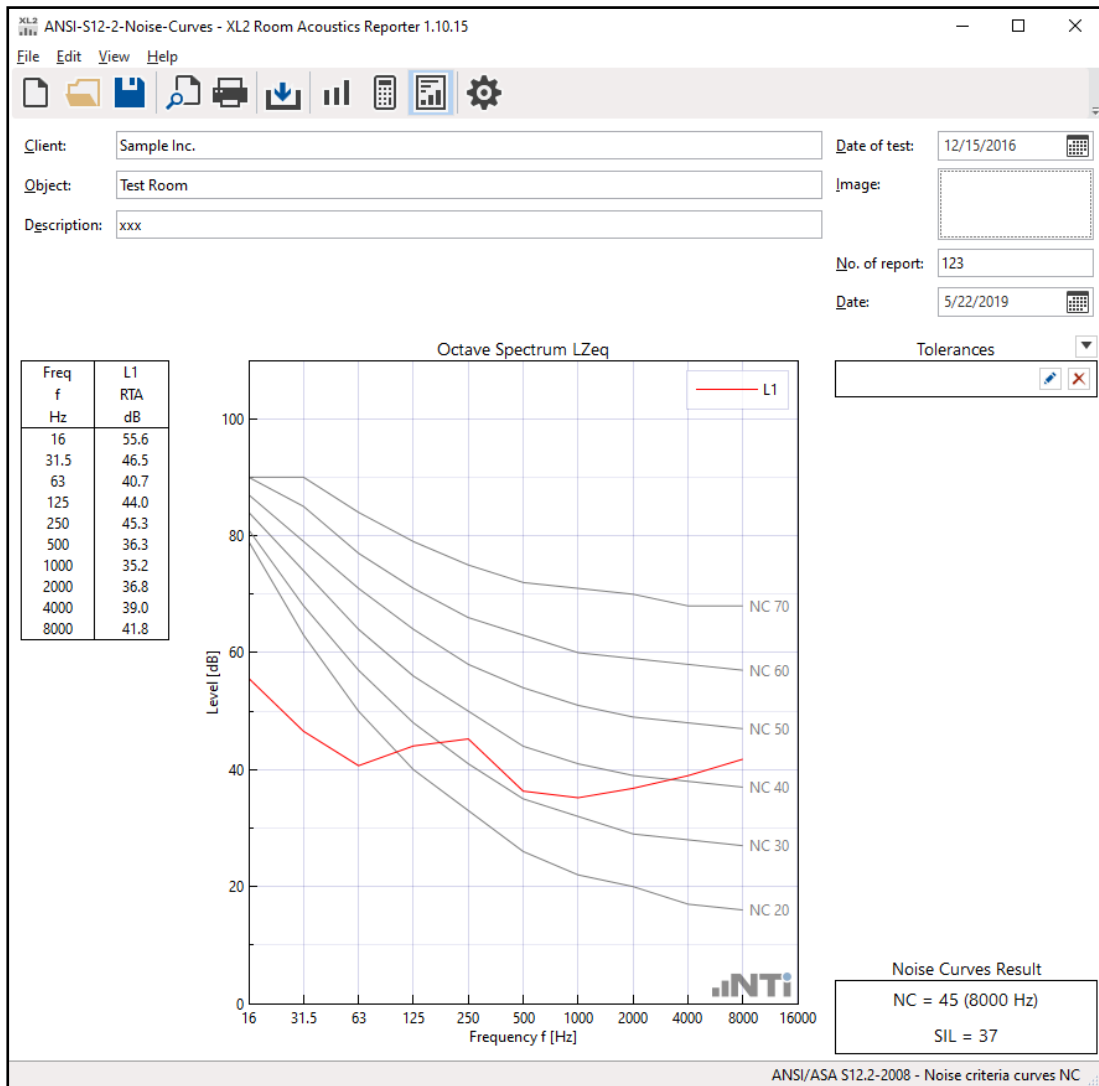 XL2 ANSI-S12-2-Noise-Curves - XL2 Room Acoustics Reporter 1.10.15
File Edit View Help
Client: Sample Inc. Date of test: 12/15/2016
Object: Test Room Image:
Description: xxx
No. of report: 123
Date: 5/22/2019
Octave Spectrum LZeq
Tolerances
Freq L1
f RTA
Hz dB
16 55.6
31.5 46.5
63 40.7
125 44.0
250 45.3
500 36.3
1000 35.2
2000 36.8
4000 39.0
8000 41.8
Level [dB]
100
80
60
40
20
0
L1
NC 70
NC 60
NC 50
NC 40
NC 30
NC 20
NTi
16 31.5 63 125 250 500 1000 2000 4000 8000 16000
Frequency f [Hz]
Noise Curves Result
NC = 45 (8000 Hz)
SIL = 37
ANSI/ASA S12.2-2008 - Noise criteria curves NC